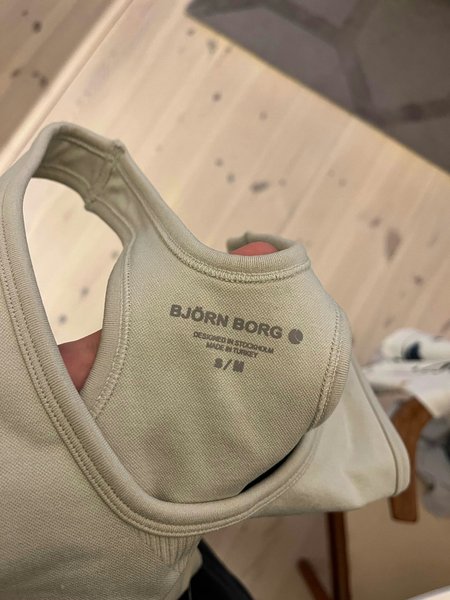 BJÖRN BORG
DESIGNED IN STOCKHOLM
MADE IN TURKEY
S/M